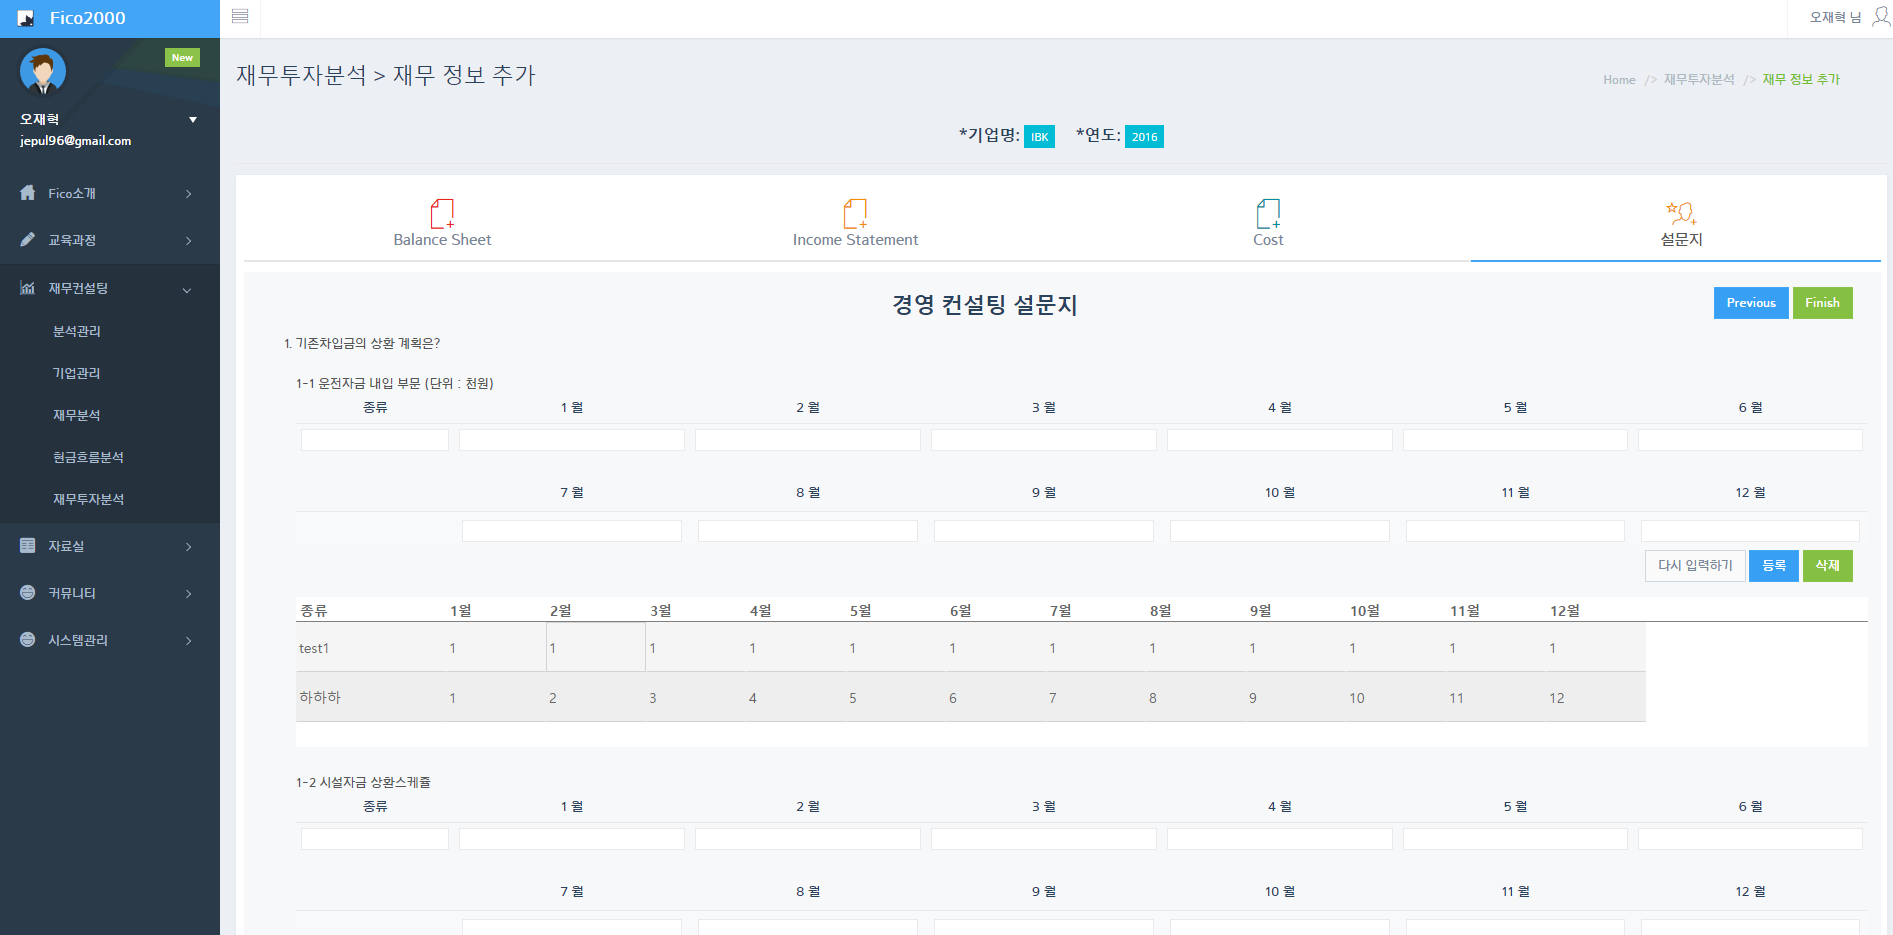 Fico2000
오재혁 님
New
오재혁
jepul96@gmail.com
Fico소개
교육과정
재무컨설팅
분석관리
기업관리
재무분석
현금흐름분석
재무투자분석
자료실
커뮤니티
시스템관리
재무투자분석 > 재무 정보 추가
Home /> 재무투자분석 /> 재무 정보 추가
*기업명: IBK *연도: 2016
Balance Sheet Income Statement Cost 설문지
경영 컨설팅 설문지
Previous Finish
1. 기존차입금의 상환 계획은?
1-1 운전자금 내입 부문 (단위 : 천원)
종류 1 월 2 월 3 월 4 월 5 월 6 월
7 월 8 월 9 월 10 월 11 월 12 월
다시 입력하기 등록 삭제
종류 1월 2월 3월 4월 5월 6월 7월 8월 9월 10월 11월 12월
test1 1 1 1 1 1 1 1 1 1 1 1 1
하하하 1 2 3 4 5 6 7 8 9 10 11 12
1-2 시설자금 상환스케쥴
종류 1 월 2 월 3 월 4 월 5 월 6 월
7 월 8 월 9 월 10 월 11 월 12 월